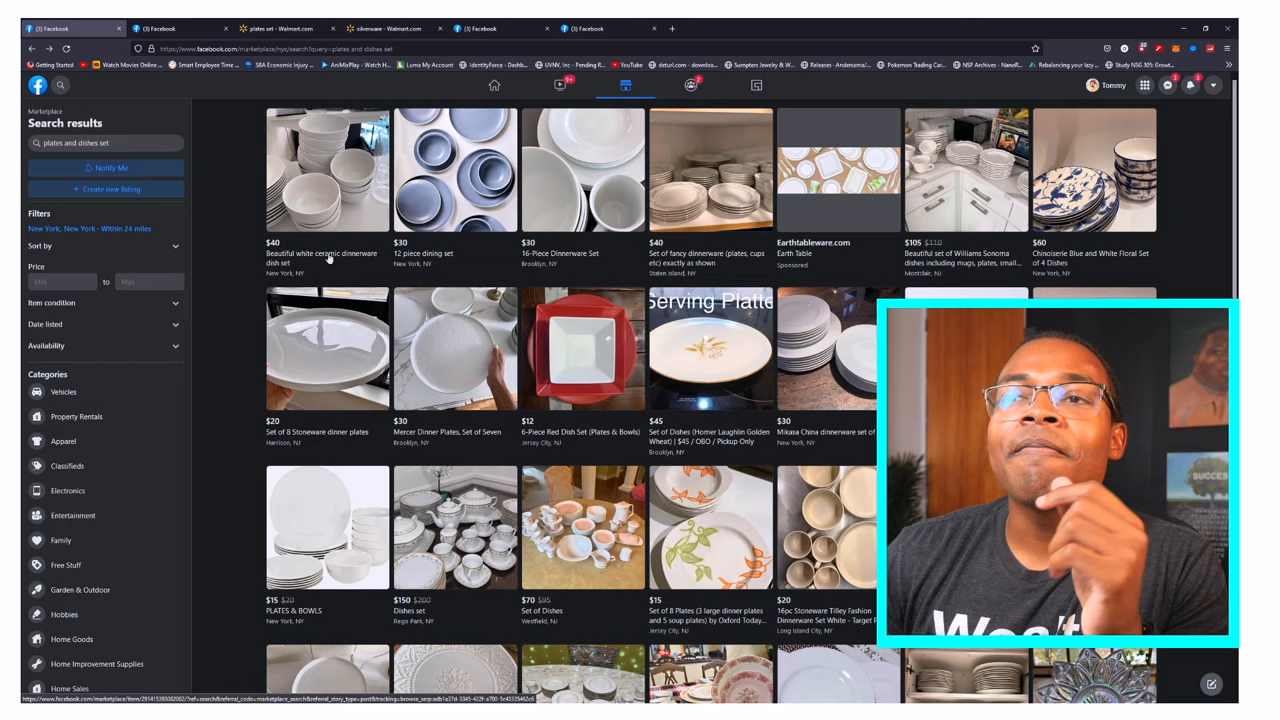 (3) Facebook
(3) Facebook
plates set - Walmart.com
silverware - Walmart.com
(3) Facebook
(3) Facebook
https://www.facebook.com/marketplace/nyc/search?query=plates and dishes set
Getting Started
Watch Movies Online ...
Smart Employee Time ...
SBA Economic Injury ...
AniMixPlay - Watch H...
Luma My Account
IdentityForce - Dashb...
UVNV, Inc - Pending R...
YouTube
deturl.com - downloa...
Sumpters Jewelry & W...
Releases - Andersama/...
Pokemon Trading Car...
NSP Archives - NanoR...
Rebalancing your lazy ...
Study NSG 305: Growt...
9+
2
Tommy
3
3
Marketplace
Search results
plates and dishes set
Notify Me
+ Create new listing
Filters
New York, New York · Within 24 miles
Sort by
Price
Min
to
Max
Item condition
Date listed
Availability
Categories
Vehicles
Property Rentals
Apparel
Classifieds
Electronics
Entertainment
Family
Free Stuff
Garden & Outdoor
Hobbies
Home Goods
Home Improvement Supplies
Home Sales
$40
Beautiful white ceramic dinnerware
dish set
New York, NY
$30
12 piece dining set
New York, NY
$30
16-Piece Dinnerware Set
Brooklyn, NY
$40
Set of fancy dinnerware (plates, cups
etc) exactly as shown
Staten Island, NY
Earthtableware.com
Earth Table
Sponsored
$105 $110
Beautiful set of Williams Sonoma
dishes including mugs, plates, small...
Montclair, NJ
$60
Chinoiserie Blue and White Floral Set
of 4 Dishes
New York, NY
$20
Set of 8 Stoneware dinner plates
Harrison, NJ
$30
Mercer Dinner Plates, Set of Seven
Brooklyn, NY
$12
6-Piece Red Dish Set (Plates & Bowls)
Jersey City, NJ
Serving Platte
$45
Set of Dishes (Homer Laughlin Golden
Wheat) | $45 / OBO / Pickup Only
Brooklyn, NY
$30
Mikasa China dinnerware set of
New York, NY
$15 $20
PLATES & BOWLS
New York, NY
$150 $200
Dishes set
Rego Park, NY
$70 $95
Set of Dishes
Westfield, NJ
$15
Set of 8 Plates (3 large dinner plates
and 5 soup plates) by Oxford Today...
Jersey City, NJ
$20
16pc Stoneware Tilley Fashion
Dinnerware Set White - Target
Long Island City, NY
SUCCESS